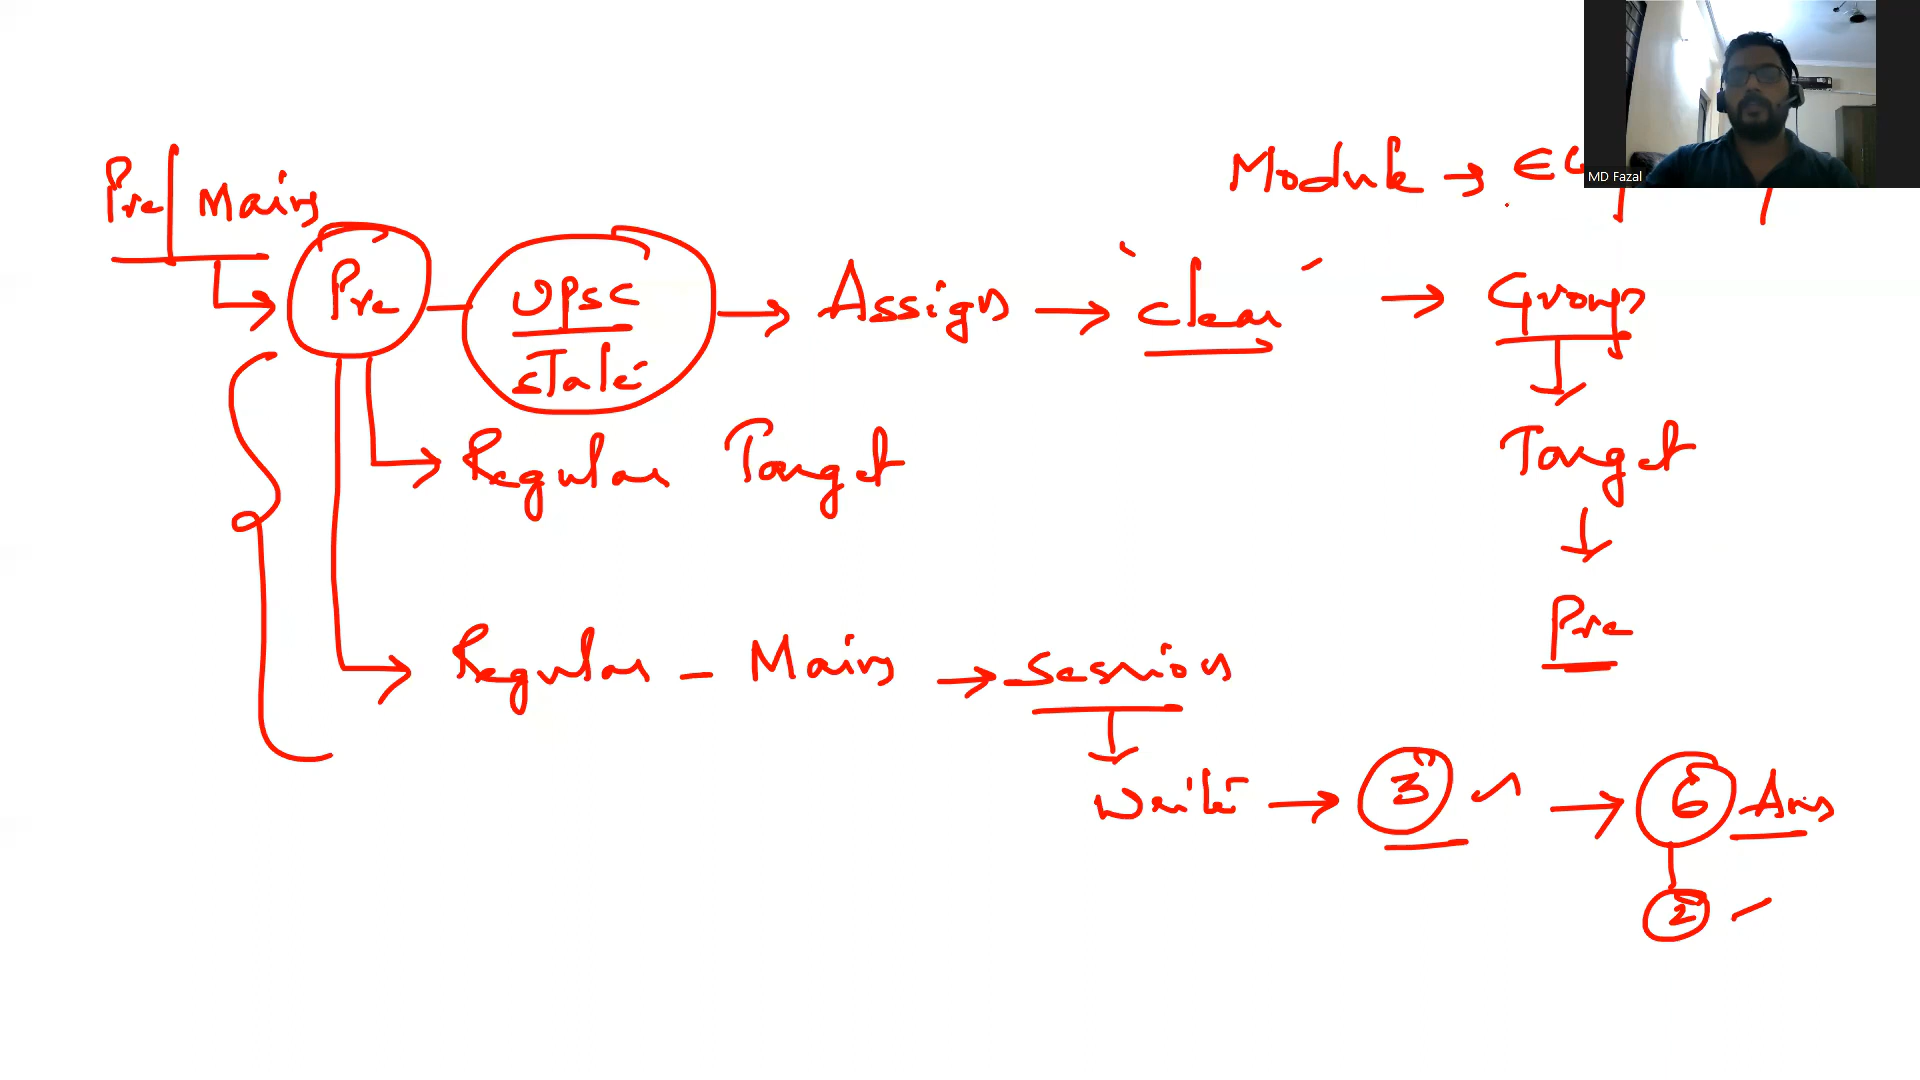 Pre | Mains
Module →
MD Fazal
Pre - UPSC → Assign → 'clear' → Group
State
Regular Target
Target
Pre
Regular - Mains → Session
Write → 3 → 6 Ans
2